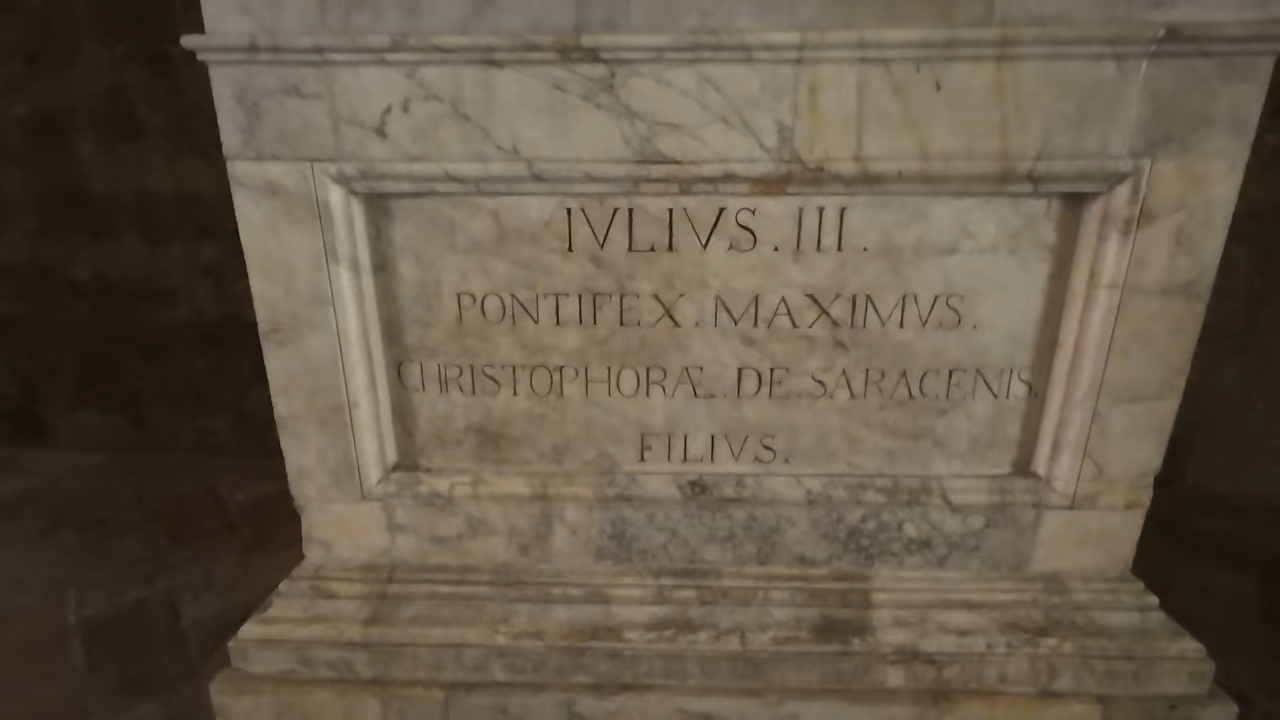 IVLIVS . III .
PONTIFEX . MAXIMVS .
CHRISTOPHORÆ . DE . SARACENIS .
FILIVS .